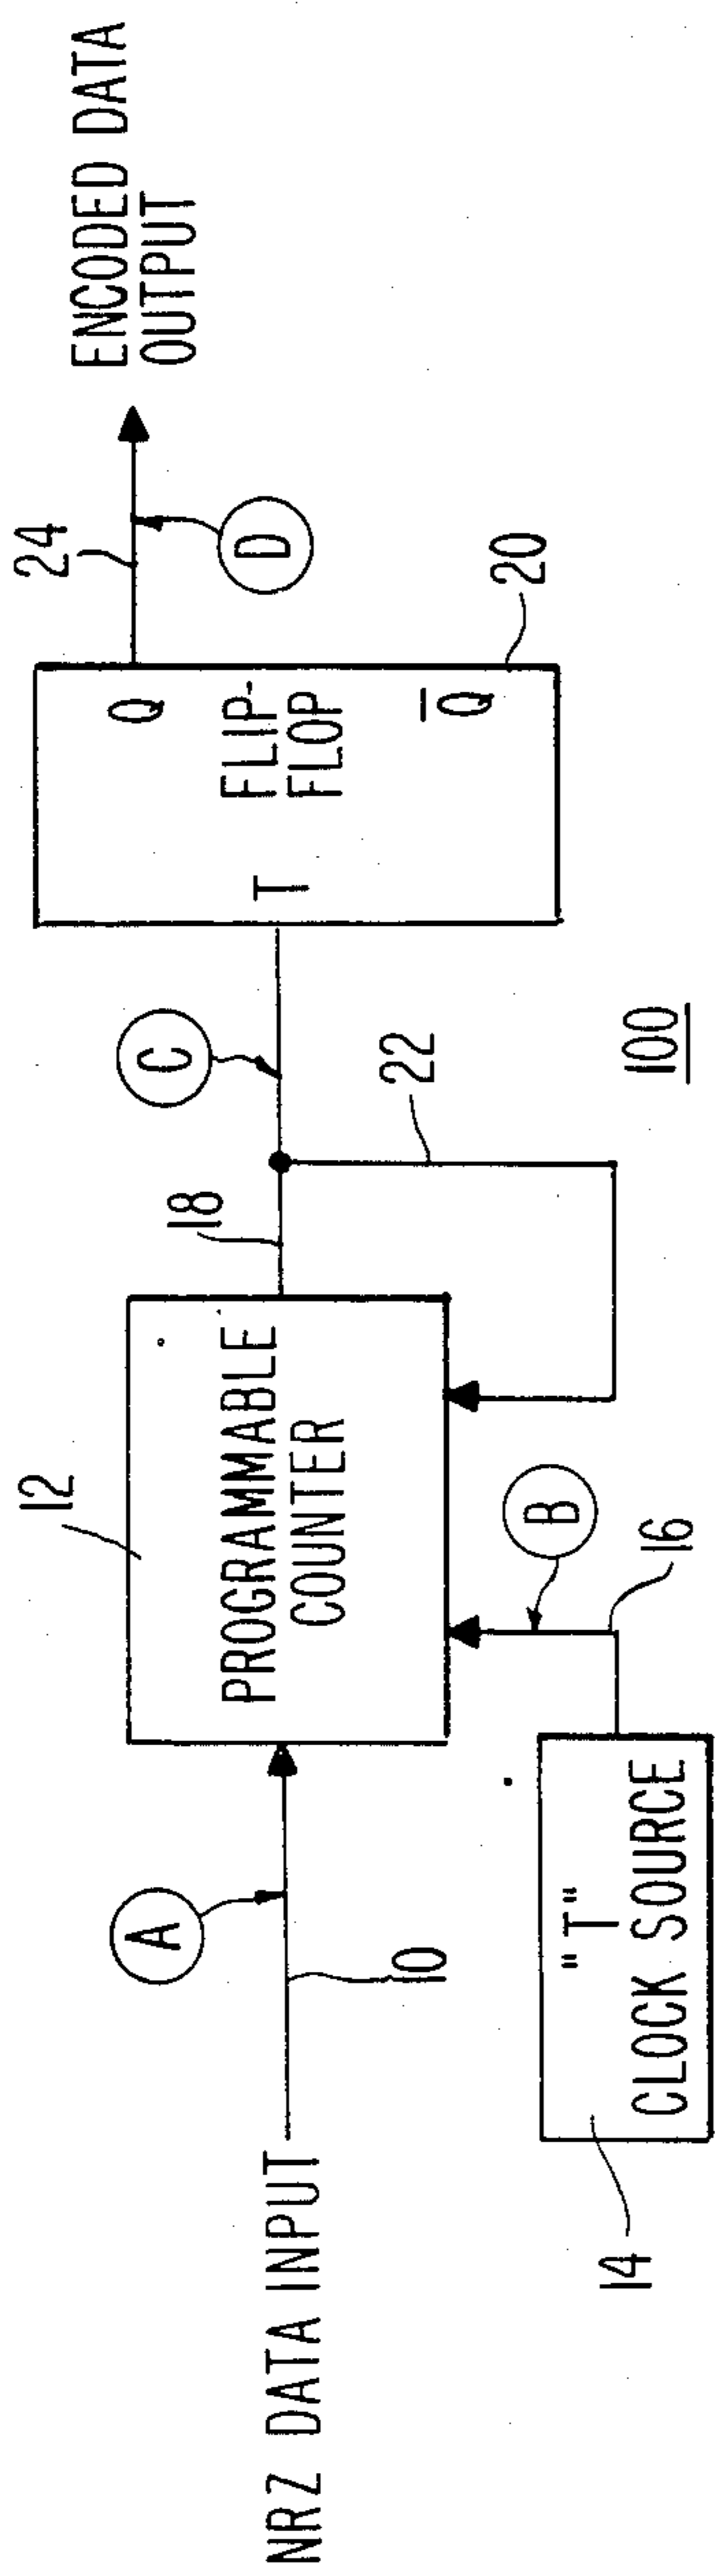 NRZ DATA INPUT
10
A
12
PROGRAMMABLE
COUNTER
"T"
CLOCK SOURCE
14
16
B
18
C
22
T
FLIP-
FLOP
Q
Q̅
20
24
D
ENCODED DATA
OUTPUT
100